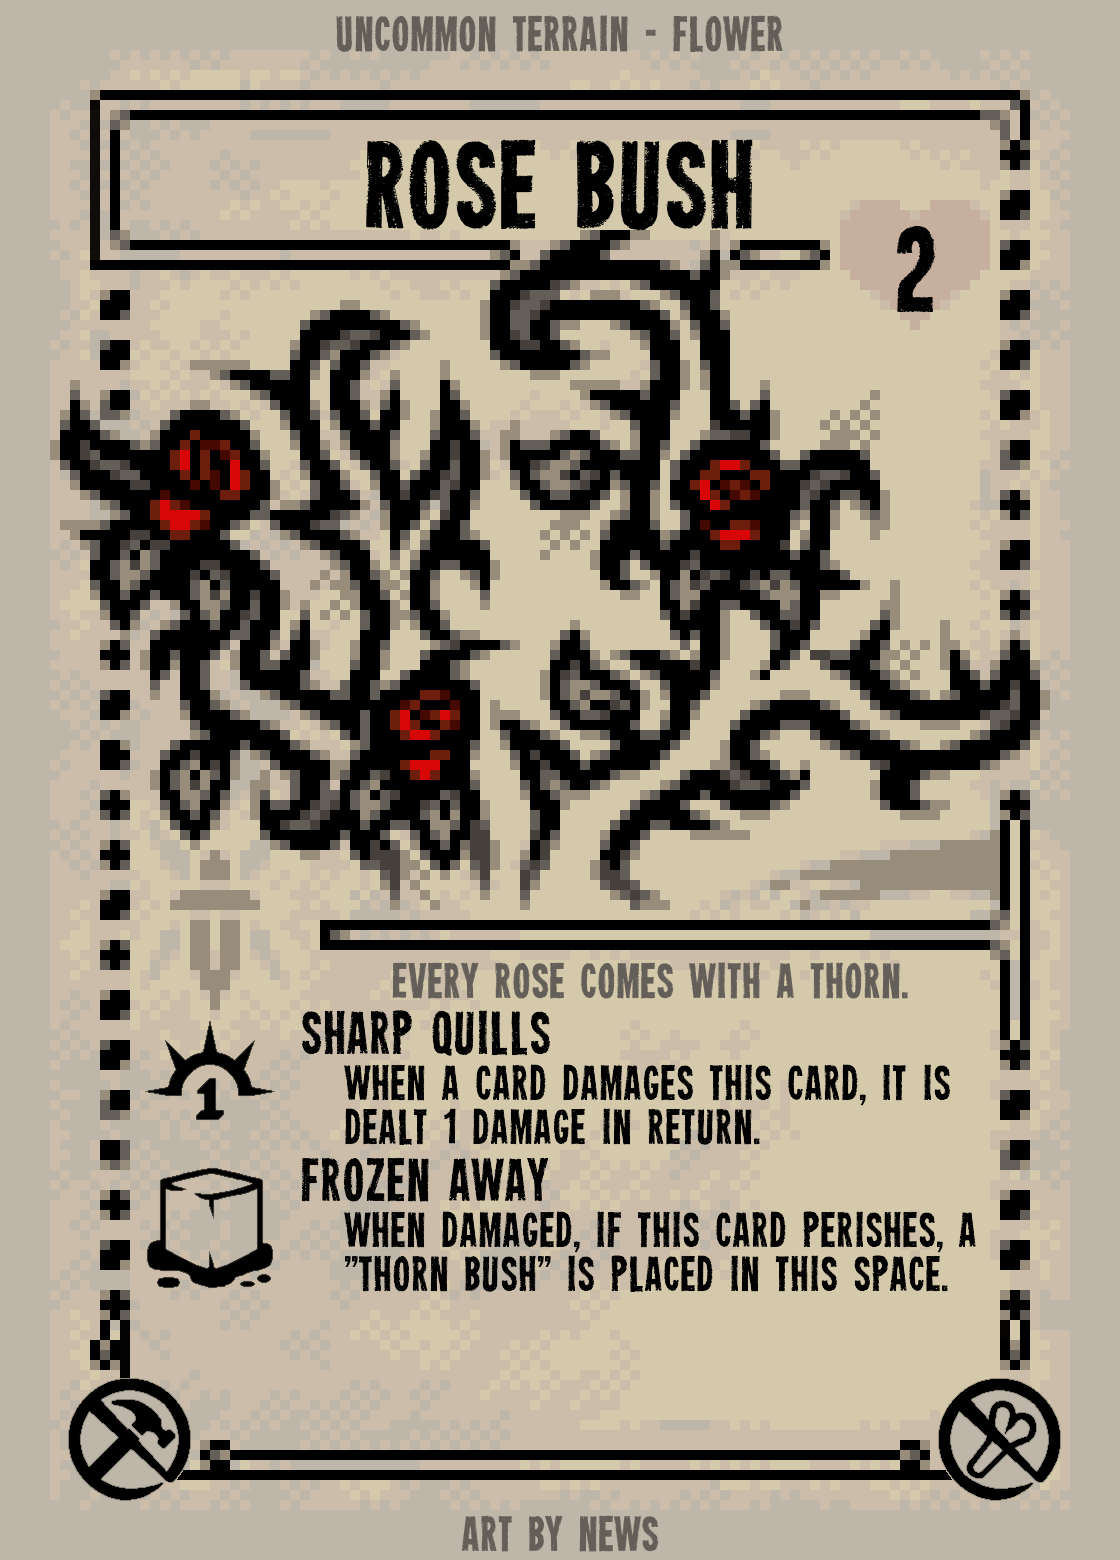 UNCOMMON TERRAIN - FLOWER
ROSE BUSH
2
EVERY ROSE COMES WITH A THORN.
SHARP QUILLS
WHEN A CARD DAMAGES THIS CARD, IT IS
DEALT 1 DAMAGE IN RETURN.
1
FROZEN AWAY
WHEN DAMAGED, IF THIS CARD PERISHES, A
"THORN BUSH" IS PLACED IN THIS SPACE.
ART BY NEWS